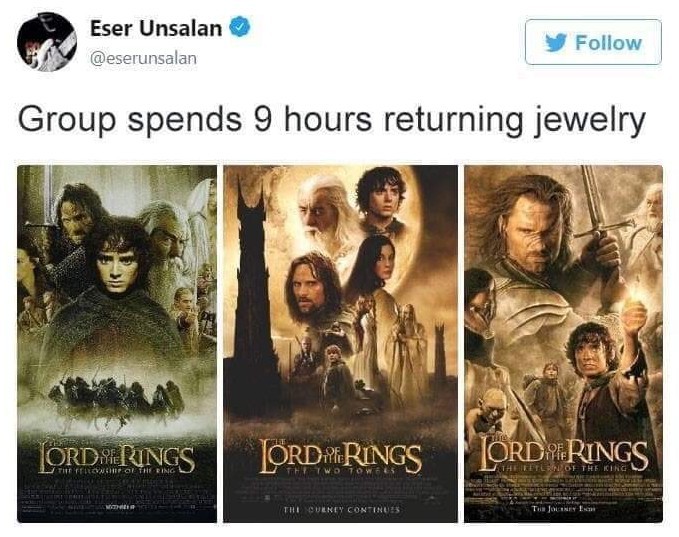 Eser Unsalan
@eserunsalan
Follow
Group spends 9 hours returning jewelry
THE
LORD OF THE RINGS
THE FELLOWSHIP OF THE RING
THE
LORD OF THE RINGS
THE TWO TOWERS
THE JOURNEY CONTINUES
THE
LORD OF THE RINGS
THE RETURN OF THE KING
THE JOURNEY ENDS